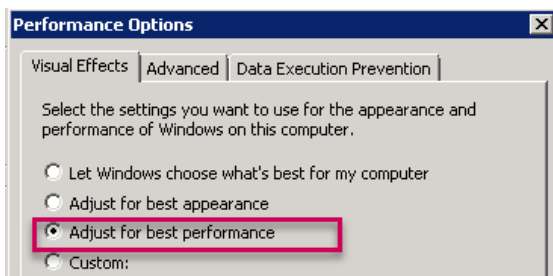 Performance Options
Visual Effects Advanced Data Execution Prevention
Select the settings you want to use for the appearance and
performance of Windows on this computer.
Let Windows choose what's best for my computer
Adjust for best appearance
Adjust for best performance
Custom: